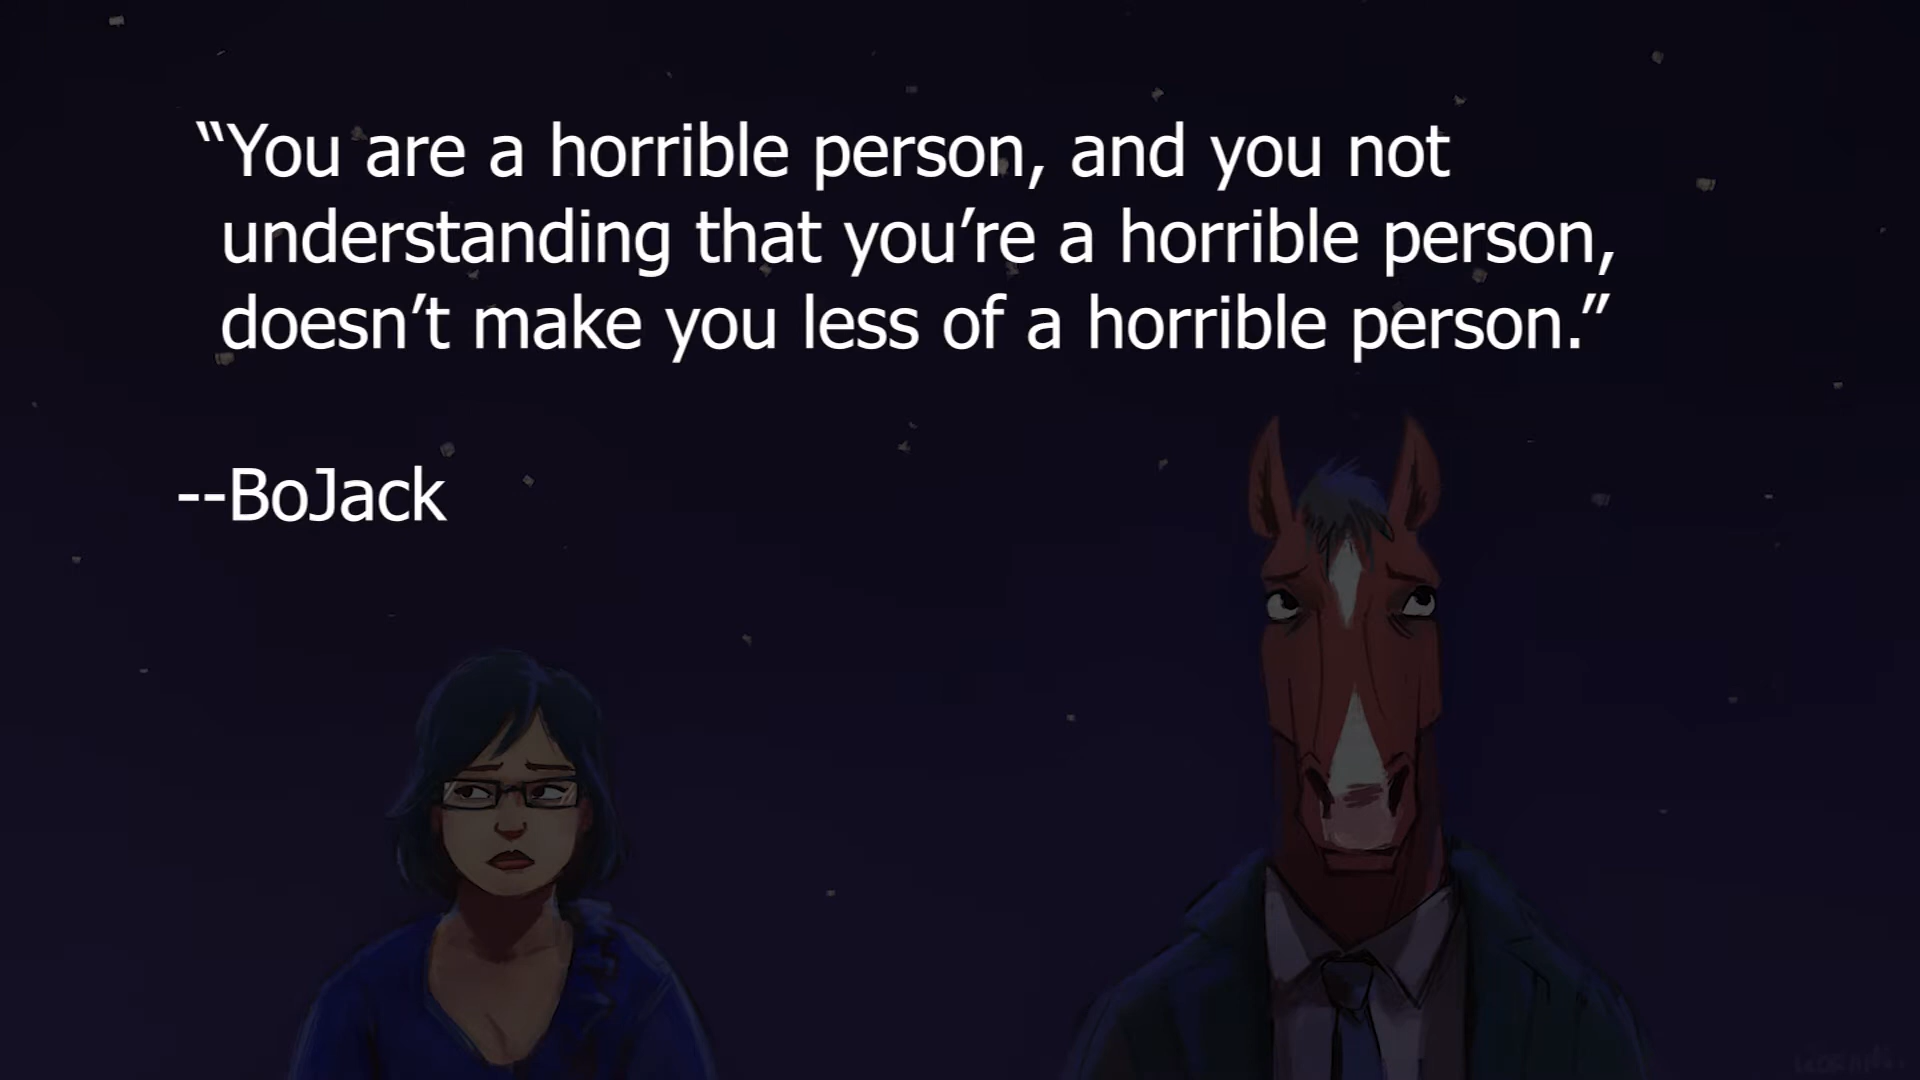 “You are a horrible person, and you not
understanding that you’re a horrible person,
doesn’t make you less of a horrible person.”
--BoJack